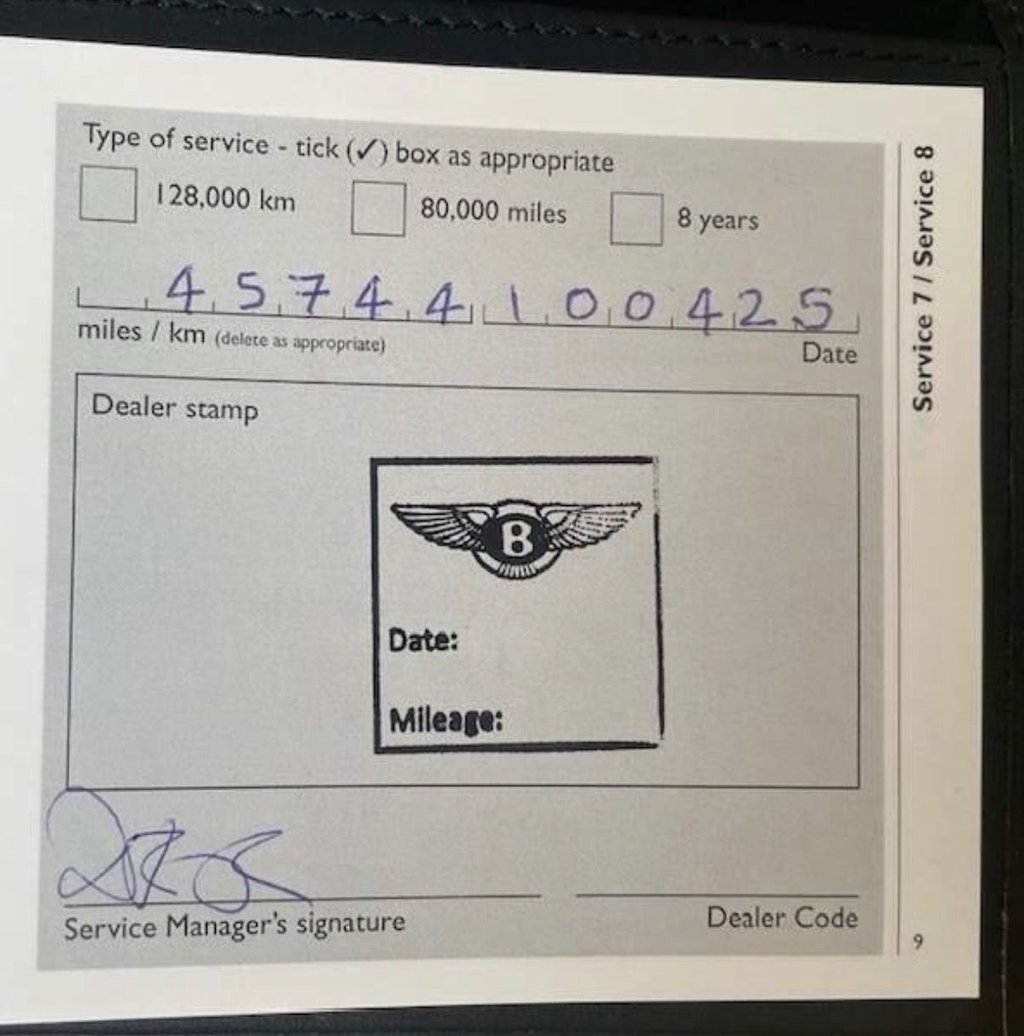 Type of service - tick (✓) box as appropriate
128,000 km 80,000 miles 8 years
45744 100425
miles / km (delete as appropriate) Date
Dealer stamp
B
Date:
Mileage:
Service Manager's signature Dealer Code
Service 7 / Service 8
9